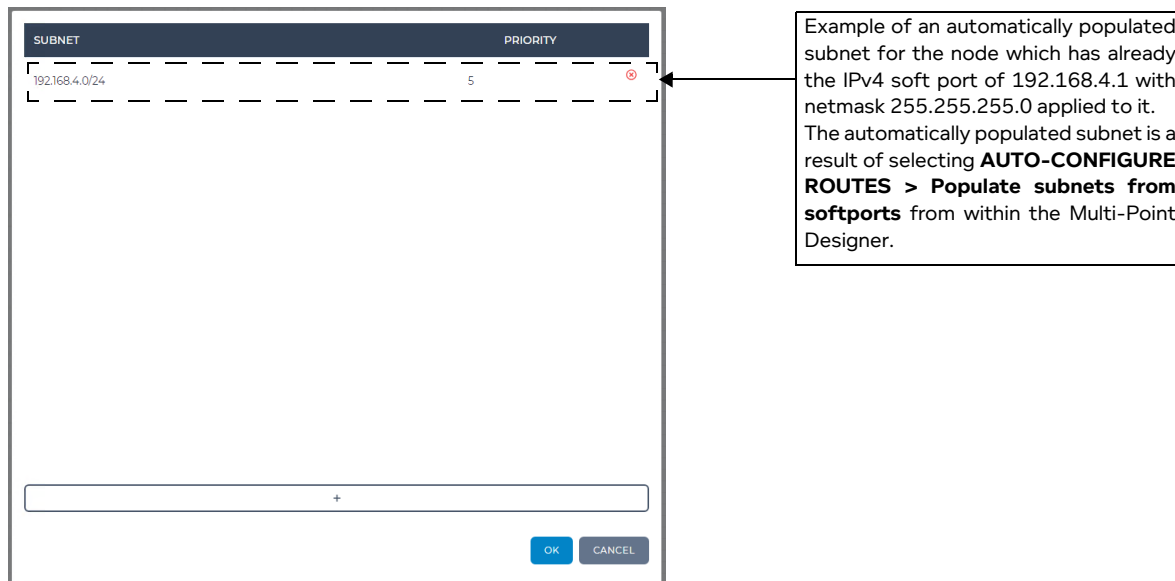 SUBNET PRIORITY
192.168.4.0/24 5
+
OK CANCEL
Example of an automatically populated
subnet for the node which has already
the IPv4 soft port of 192.168.4.1 with
netmask 255.255.255.0 applied to it.
The automatically populated subnet is a
result of selecting AUTO-CONFIGURE
ROUTES > Populate subnets from
softports from within the Multi-Point
Designer.